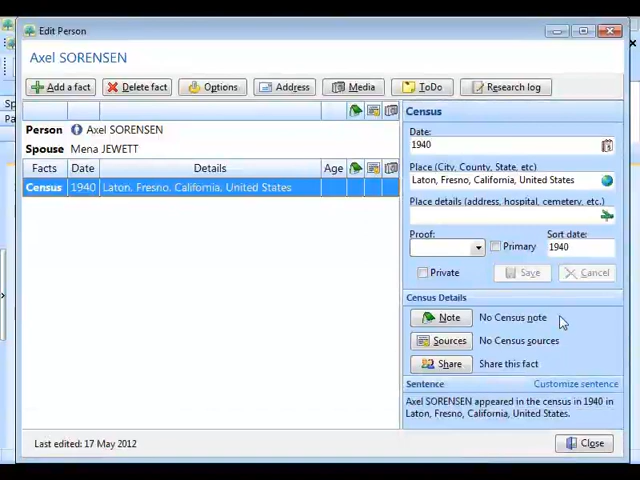 Edit Person
Axel SORENSEN
Add a fact Delete fact Options Address Media ToDo Research log
Person Axel SORENSEN
Spouse Mena JEWETT
Facts Date Details Age
Census 1940 Laton, Fresno, California, United States
Census
Date:
1940
Place (City, County, State, etc)
Laton, Fresno, California, United States
Place details (address, hospital, cemetery, etc.)
Proof: Sort date:
Primary 1940
Private Save Cancel
Census Details
Note No Census note
Sources No Census sources
Share Share this fact
Sentence Customize sentence
Axel SORENSEN appeared in the census in 1940 in
Laton, Fresno, California, United States.
Last edited: 17 May 2012 Close